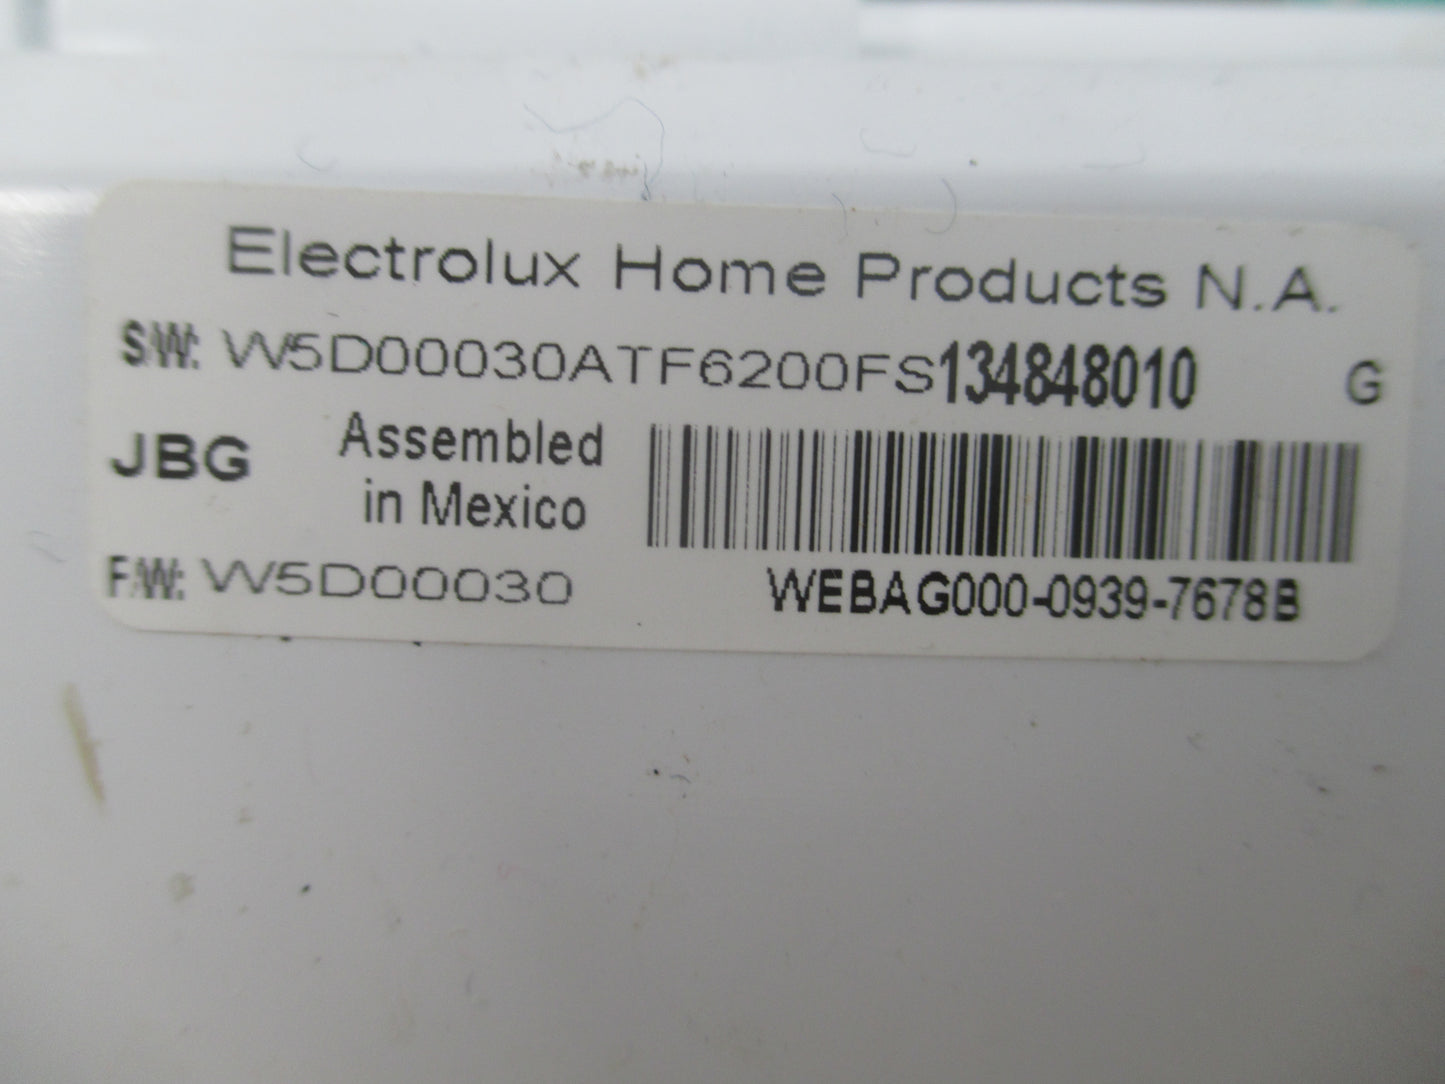 Electrolux Home Products N.A.
S/W: W5D00030ATF6200FS134848010 G
JBG Assembled
in Mexico
F/W: W5D00030
WEBAG000-0939-7678B